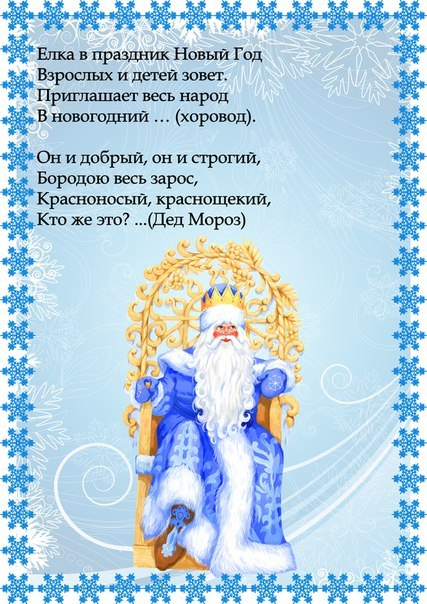 Елка в праздник Новый Год
Взрослых и детей зовет.
Приглашает весь народ
В новогодний … (хоровод).
Он и добрый, он и строгий,
Бородою весь зарос,
Красноносый, краснощекий,
Кто же это? ...(Дед Мороз)